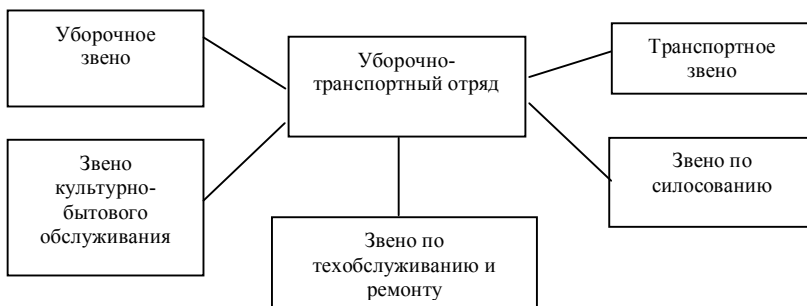 Уборочное
звено
Уборочно-
транспортный отряд
Транспортное
звено
Звено
культурно-
бытового
обслуживания
Звено по
силосованию
Звено по
техобслуживанию и
ремонту